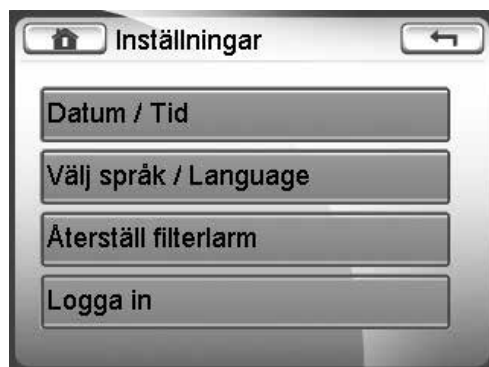 Inställningar
Datum / Tid
Välj språk / Language
Återställ filterlarm
Logga in